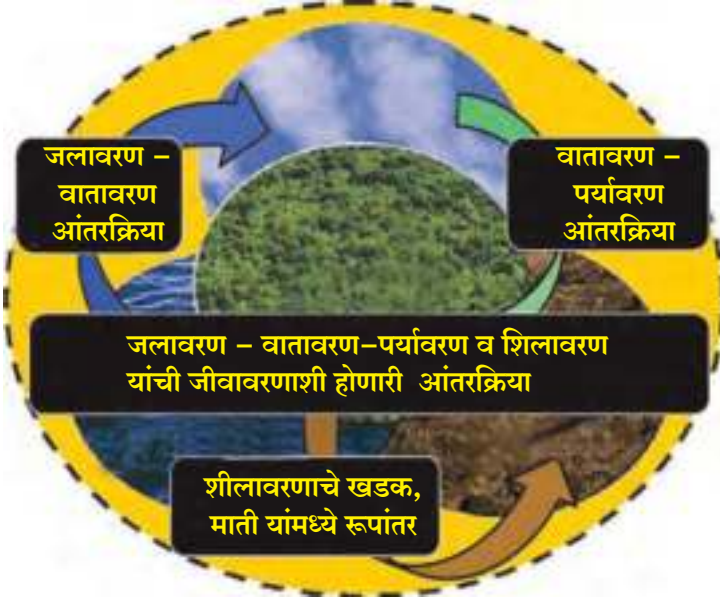 जलावरण –
वातावरण
आंतरक्रिया
वातावरण –
पर्यावरण
आंतरक्रिया
जलावरण – वातावरण–पर्यावरण व शिलावरण
यांची जीवावरणाशी होणारी आंतरक्रिया
शीलावरणाचे खडक,
माती यांमध्ये रूपांतर